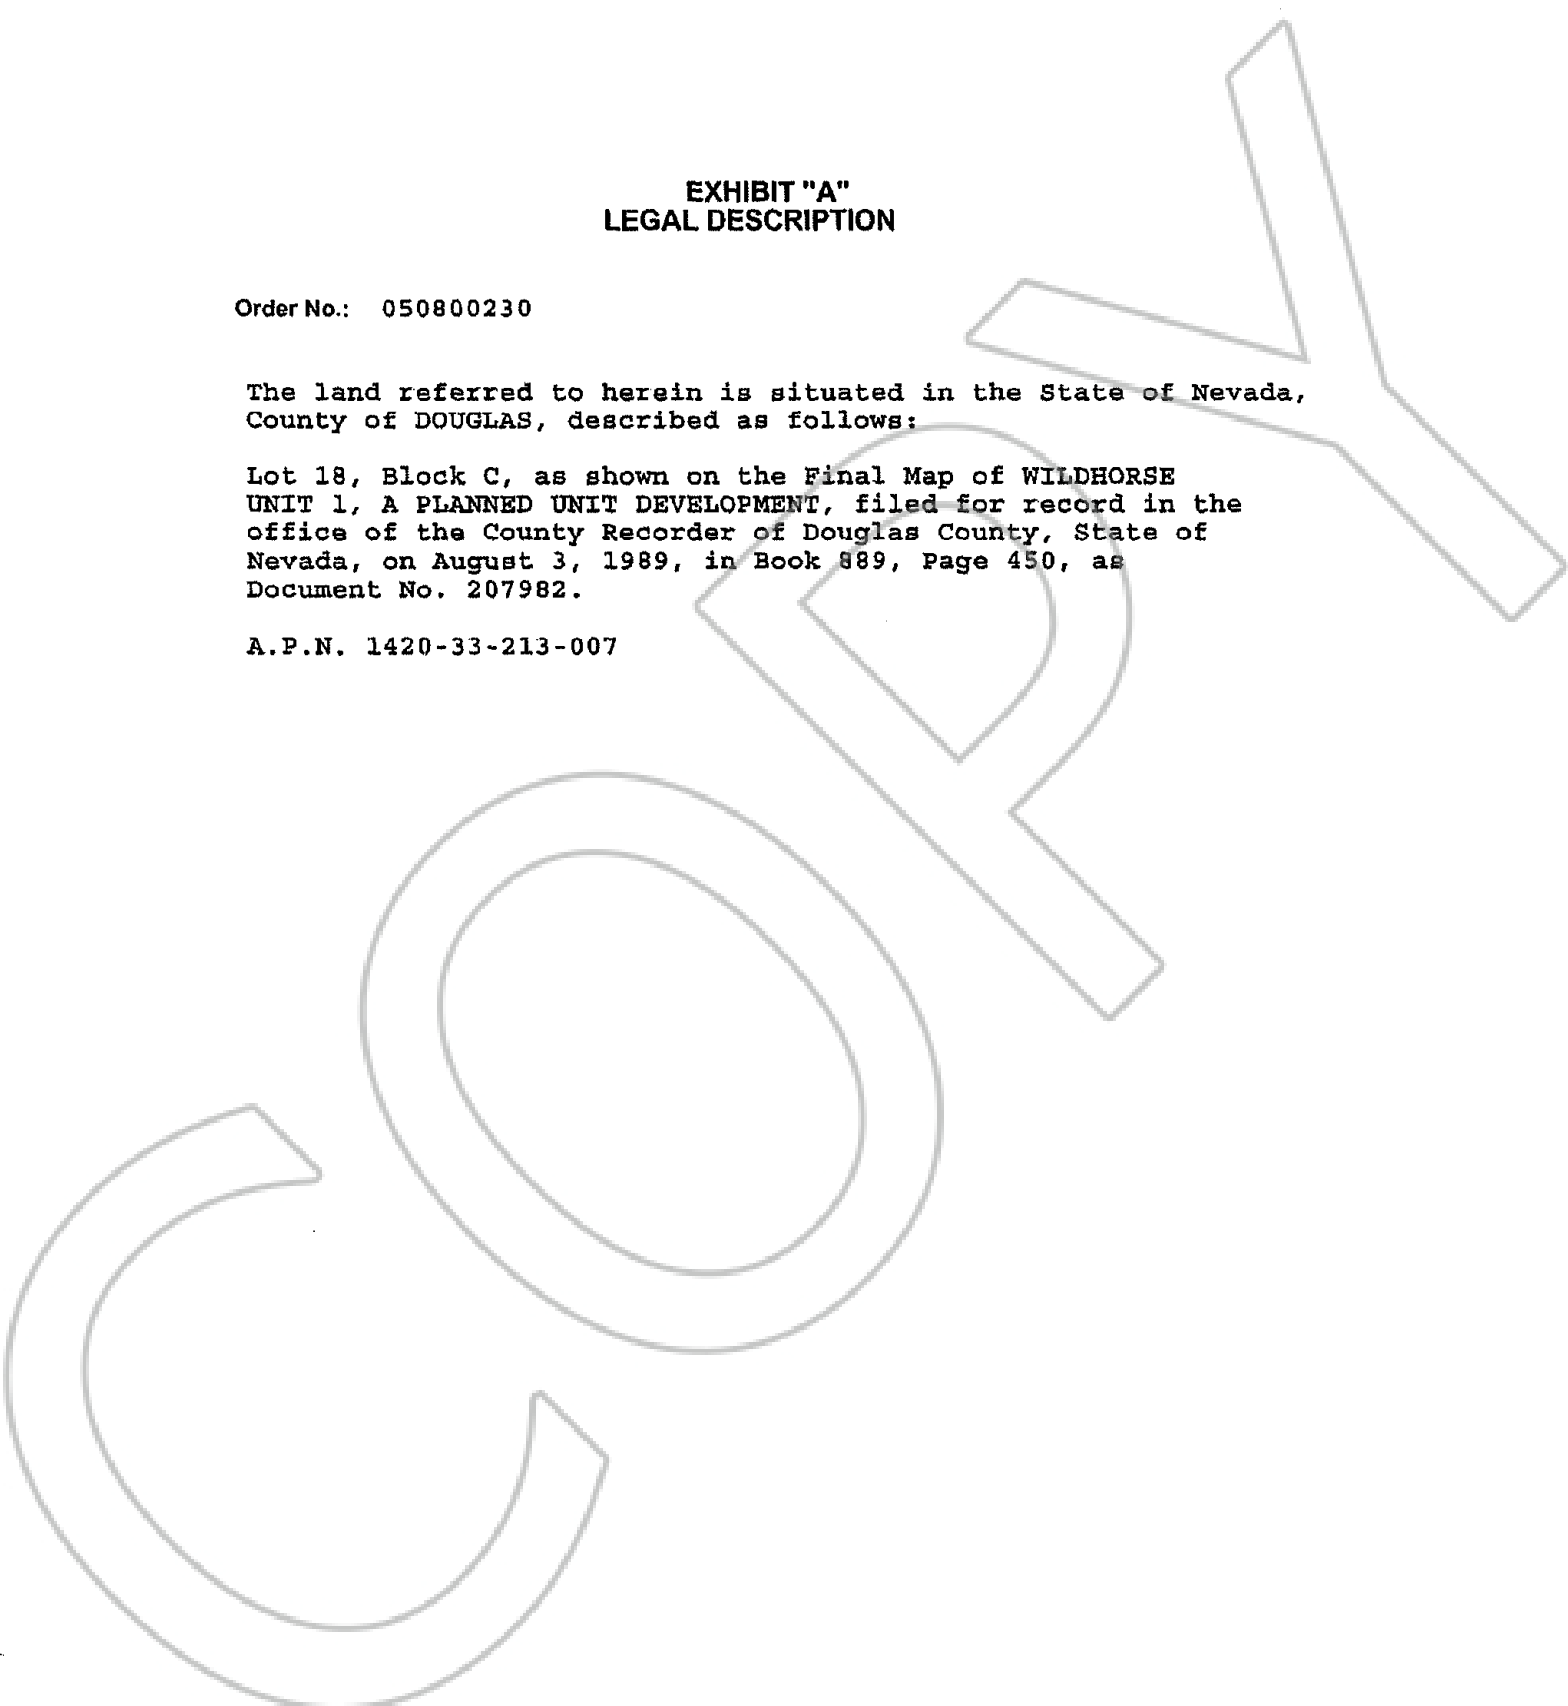 EXHIBIT "A"
LEGAL DESCRIPTION
Order No.: 050800230
The land referred to herein is situated in the State of Nevada,
County of DOUGLAS, described as follows:
Lot 18, Block C, as shown on the Final Map of WILDHORSE
UNIT 1, A PLANNED UNIT DEVELOPMENT, filed for record in the
office of the County Recorder of Douglas County, State of
Nevada, on August 3, 1989, in Book 889, Page 450, as
Document No. 207982.
A.P.N. 1420-33-213-007
COPY